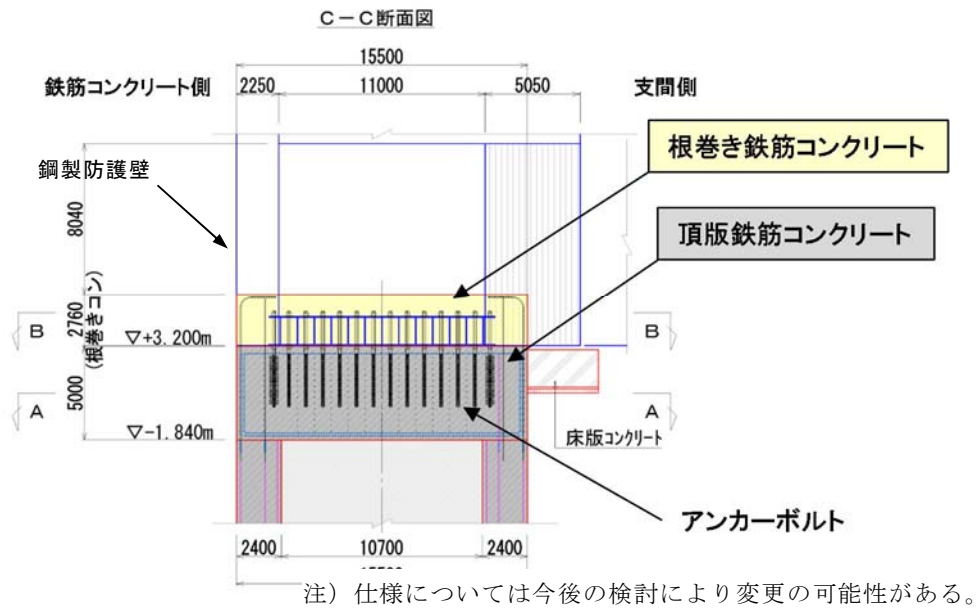 C－C断面図
15500
鉄筋コンクリート側
2250
11000
5050
支間側
根巻き鉄筋コンクリート
鋼製防護壁
8040
頂版鉄筋コンクリート
2760
(根巻きコン)
B
▽+3.200m
B
5000
A
A
▽-1.840m
床版コンクリート
アンカーボルト
2400
10700
2400
注）仕様については今後の検討により変更の可能性がある。